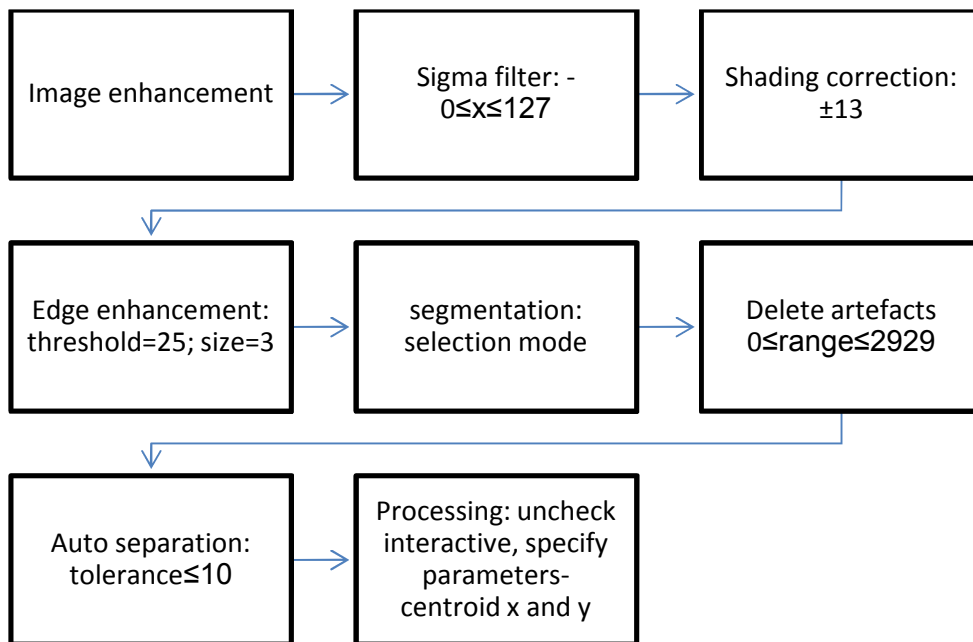 Image enhancement
Sigma filter: -
0≤x≤127
Shading correction:
±13
Edge enhancement:
threshold=25; size=3
segmentation:
selection mode
Delete artefacts
0≤range≤2929
Auto separation:
tolerance≤10
Processing: uncheck
interactive, specify
parameters-
centroid x and y